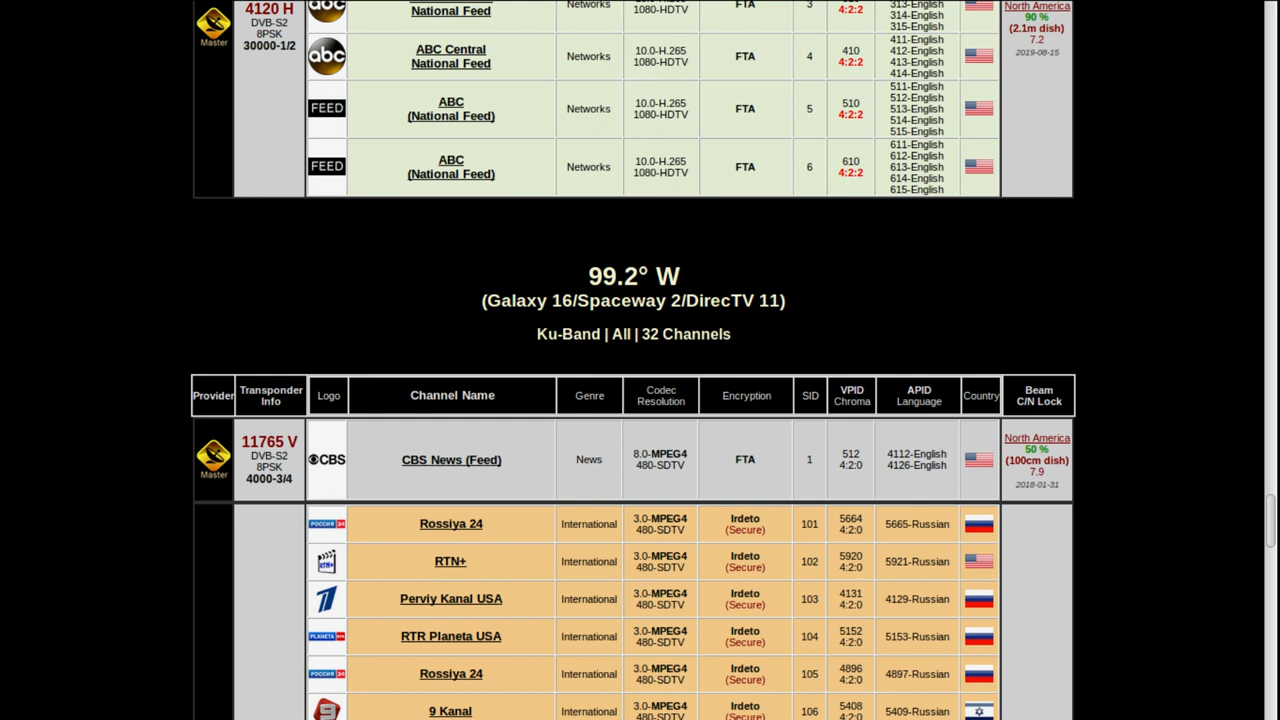 4120 H
DVB-S2
8PSK
30000-1/2
Master
abc
National Feed
Networks
1080-HDTV
FTA
3
4:2:2
313-English
314-English
315-English
North America
90 %
(2.1m dish)
7.2
2019-08-15
abc
ABC Central
National Feed
Networks
10.0-H.265
1080-HDTV
FTA
4
410
4:2:2
411-English
412-English
413-English
414-English
FEED
ABC
(National Feed)
Networks
10.0-H.265
1080-HDTV
FTA
5
510
4:2:2
511-English
512-English
513-English
514-English
515-English
FEED
ABC
(National Feed)
Networks
10.0-H.265
1080-HDTV
FTA
6
610
4:2:2
611-English
612-English
613-English
614-English
615-English
99.2° W
(Galaxy 16/Spaceway 2/DirecTV 11)
Ku-Band | All | 32 Channels
Provider
Transponder
Info
Logo
Channel Name
Genre
Codec
Resolution
Encryption
SID
VPID
Chroma
APID
Language
Country
Beam
C/N Lock
Master
11765 V
DVB-S2
8PSK
4000-3/4
CBS
CBS News (Feed)
News
8.0-MPEG4
480-SDTV
FTA
1
512
4:2:0
4112-English
4126-English
North America
50 %
(100cm dish)
7.9
2018-01-31
РОССИЯ 24
Rossiya 24
International
3.0-MPEG4
480-SDTV
Irdeto
(Secure)
101
5664
4:2:0
5665-Russian
RTN+
RTN+
International
3.0-MPEG4
480-SDTV
Irdeto
(Secure)
102
5920
4:2:0
5921-Russian
Perviy Kanal USA
International
3.0-MPEG4
480-SDTV
Irdeto
(Secure)
103
4131
4:2:0
4129-Russian
PLANETA
RTR Planeta USA
International
3.0-MPEG4
480-SDTV
Irdeto
(Secure)
104
5152
4:2:0
5153-Russian
РОССИЯ 24
Rossiya 24
International
3.0-MPEG4
480-SDTV
Irdeto
(Secure)
105
4896
4:2:0
4897-Russian
9
9 Kanal
International
3.0-MPEG4
480-SDTV
Irdeto
(Secure)
106
5408
4:2:0
5409-Russian